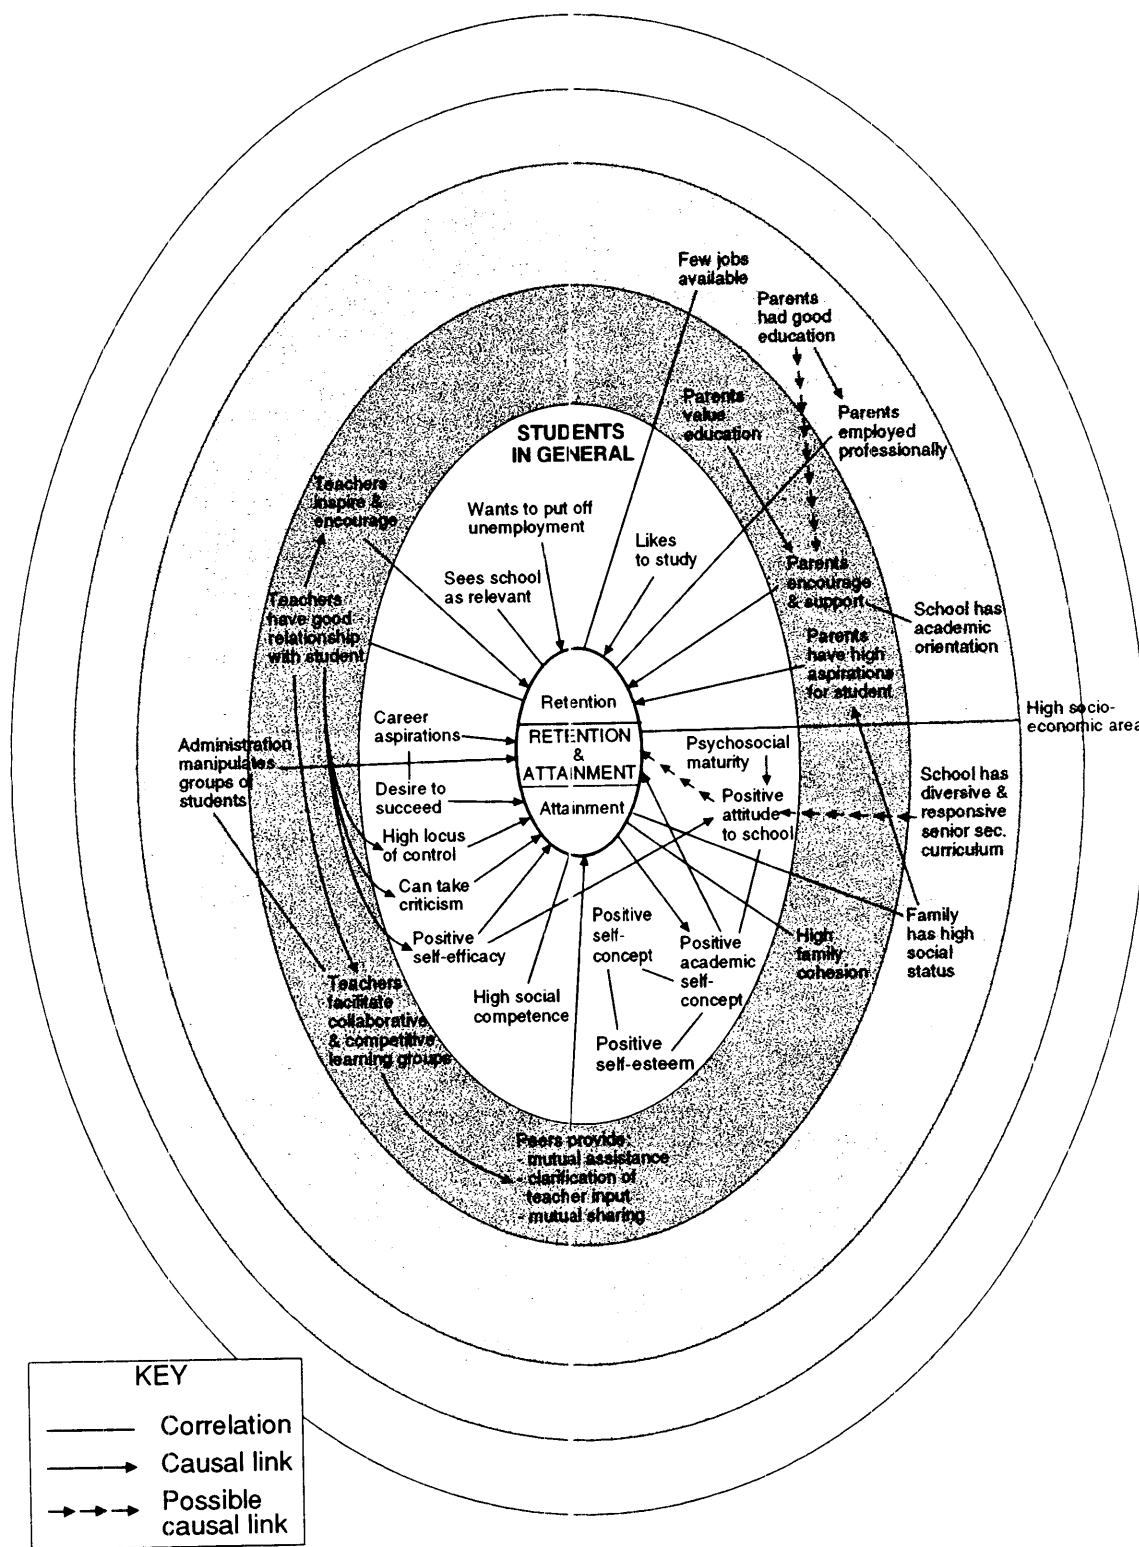 Few jobs
available
Parents
had good
education
Parents
value
education
Parents
employed
professionally
STUDENTS
IN GENERAL
Teachers
inspire &
encourage
Wants to put off
unemployment
Likes
to study
Sees school
as relevant
Parents
encourage
& support
Teachers
have good
relationship
with student
School has
academic
orientation
Parents
have high
aspirations
for student
Retention
High socio-
economic area
Career
aspirations
RETENTION
&
ATTAINMENT
Psychosocial
maturity
Administration
manipulates
groups of
students
School has
diversive &
responsive
senior sec.
curriculum
Desire to
succeed
Attainment
Positive
attitude
to school
High locus
of control
Can take
criticism
Positive
self-efficacy
Positive
self-
concept
Positive
academic
self-
concept
High
family
cohesion
Family
has high
social
status
Teachers
facilitate
collaborative
& competitive
learning groups
High social
competence
Positive
self-esteem
Peers provide:
- mutual assistance
- clarification of
teacher input
- mutual sharing
KEY
Correlation
Causal link
Possible
causal link